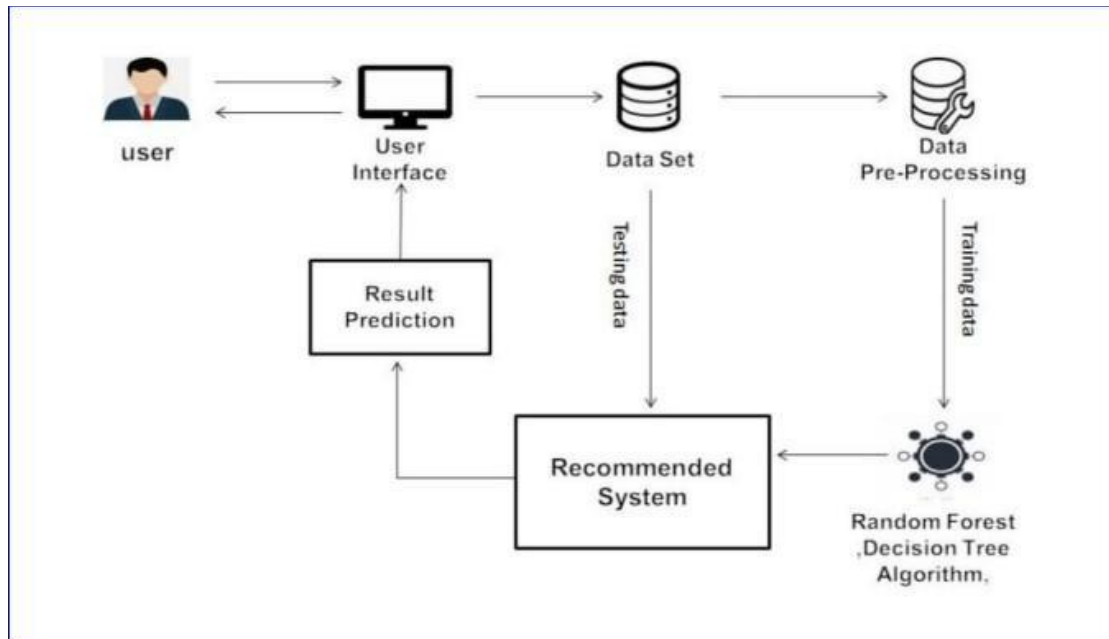 user
User
Interface
Data Set
Data
Pre-Processing
Testing data
Training data
Result
Prediction
Recommended
System
Random Forest
,Decision Tree
Algorithm,